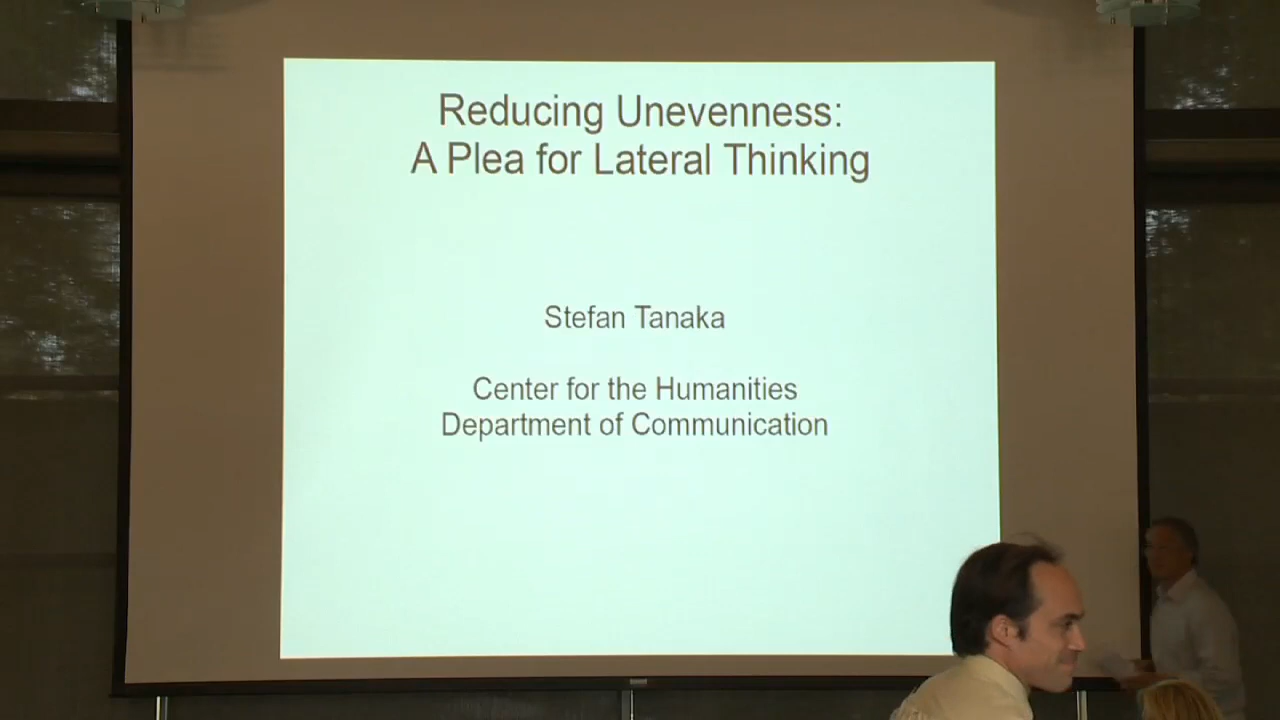 Reducing Unevenness:
A Plea for Lateral Thinking
Stefan Tanaka
Center for the Humanities
Department of Communication